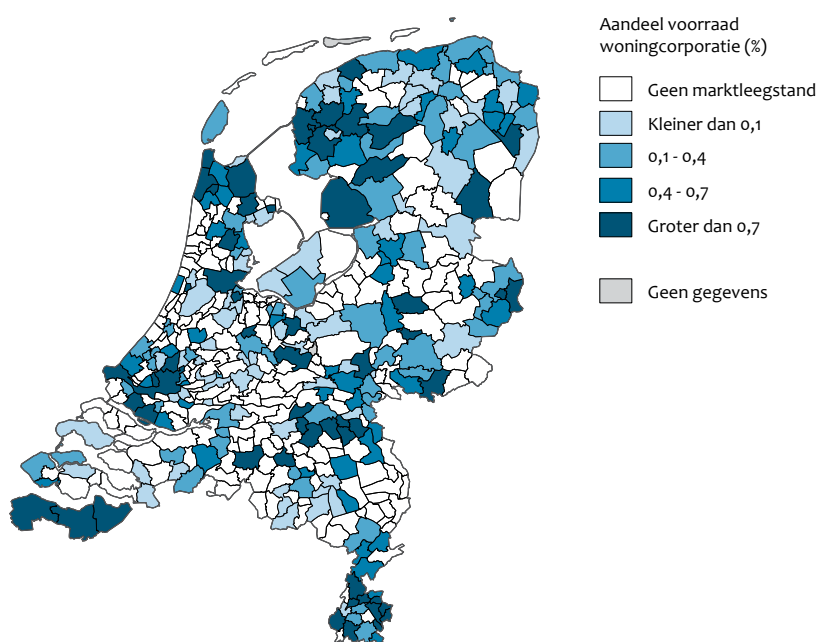 Aandeel voorraad
woningcorporatie (%)
Geen marktleegstand
Kleiner dan 0,1
0,1 - 0,4
0,4 - 0,7
Groter dan 0,7
Geen gegevens